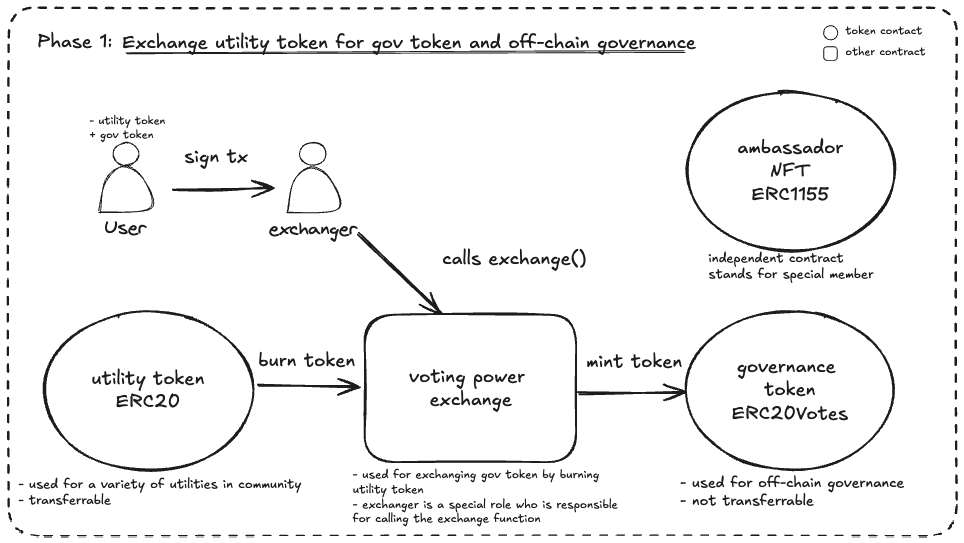 Phase 1: Exchange utility token for gov token and off-chain governance
token contact
other contract
- utility token
+ gov token
sign tx
User
exchanger
calls exchange()
ambassador
NFT
ERC1155
independent contract
stands for special member
utility token
ERC20
burn token
voting power
exchange
mint token
governance
token
ERC20Votes
- used for a variety of utilities in community
- transferrable
- used for exchanging gov token by burning
utility token
- exchanger is a special role who is responsible
for calling the exchange function
- used for off-chain governance
- not transferrable